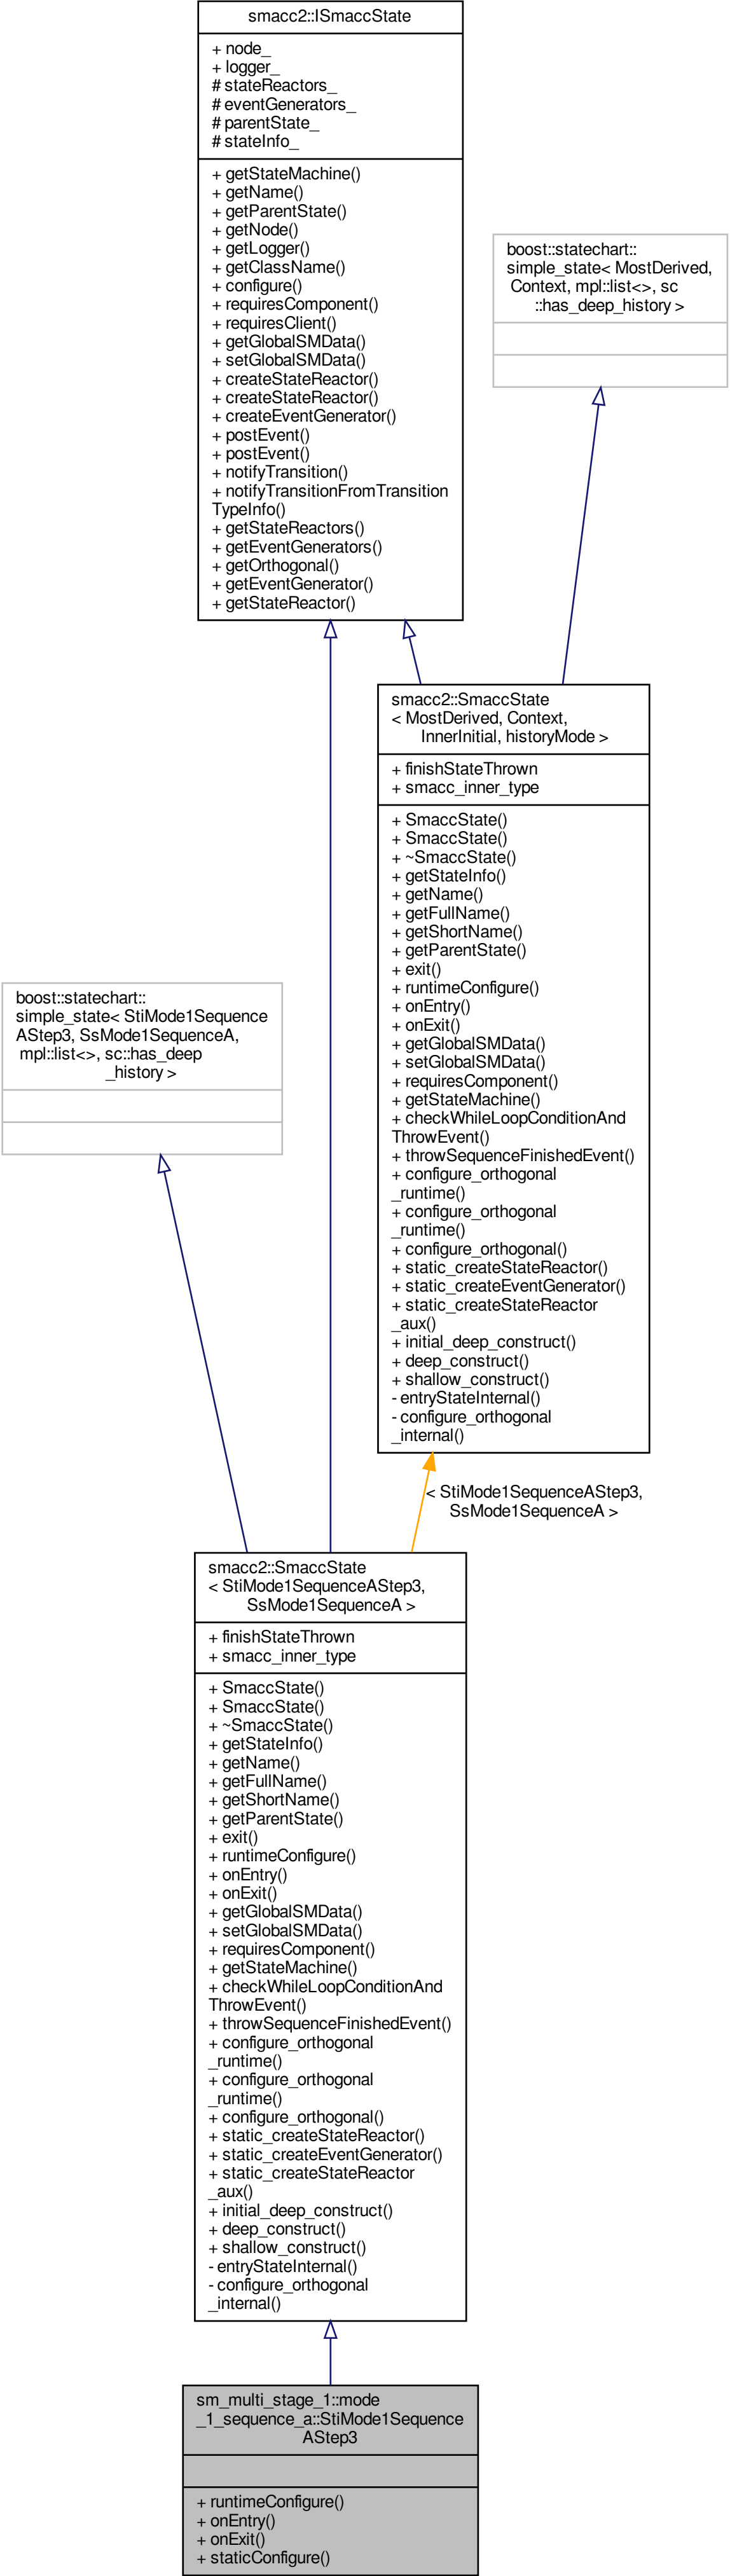 smacc2::ISmaccState
+ node_
+ logger_
# stateReactors_
# eventGenerators_
# parentState_
# stateInfo_
+ getStateMachine()
+ getName()
+ getParentState()
+ getNode()
+ getLogger()
+ getClassName()
+ configure()
+ requiresComponent()
+ requiresClient()
+ getGlobalSMData()
+ setGlobalSMData()
+ createStateReactor()
+ createStateReactor()
+ createEventGenerator()
+ postEvent()
+ postEvent()
+ notifyTransition()
+ notifyTransitionFromTransition
TypeInfo()
+ getStateReactors()
+ getEventGenerators()
+ getOrthogonal()
+ getEventGenerator()
+ getStateReactor()
boost::statechart::
simple_state< MostDerived,
Context, mpl::list<>, sc
::has_deep_history >
smacc2::SmaccState
< MostDerived, Context,
InnerInitial, historyMode >
+ finishStateThrown
+ smacc_inner_type
+ SmaccState()
+ SmaccState()
+ ~SmaccState()
+ getStateInfo()
+ getName()
+ getFullName()
+ getShortName()
+ getParentState()
+ exit()
+ runtimeConfigure()
+ onEntry()
+ onExit()
+ getGlobalSMData()
+ setGlobalSMData()
+ requiresComponent()
+ getStateMachine()
+ checkWhileLoopConditionAnd
ThrowEvent()
+ throwSequenceFinishedEvent()
+ configure_orthogonal
_runtime()
+ configure_orthogonal
_runtime()
+ configure_orthogonal()
+ static_createStateReactor()
+ static_createEventGenerator()
+ static_createStateReactor
_aux()
+ initial_deep_construct()
+ deep_construct()
+ shallow_construct()
- entryStateInternal()
- configure_orthogonal
_internal()
boost::statechart::
simple_state< StiMode1Sequence
AStep3, SsMode1SequenceA,
mpl::list<>, sc::has_deep
_history >
< StiMode1SequenceAStep3,
SsMode1SequenceA >
smacc2::SmaccState
< StiMode1SequenceAStep3,
SsMode1SequenceA >
+ finishStateThrown
+ smacc_inner_type
+ SmaccState()
+ SmaccState()
+ ~SmaccState()
+ getStateInfo()
+ getName()
+ getFullName()
+ getShortName()
+ getParentState()
+ exit()
+ runtimeConfigure()
+ onEntry()
+ onExit()
+ getGlobalSMData()
+ setGlobalSMData()
+ requiresComponent()
+ getStateMachine()
+ checkWhileLoopConditionAnd
ThrowEvent()
+ throwSequenceFinishedEvent()
+ configure_orthogonal
_runtime()
+ configure_orthogonal
_runtime()
+ configure_orthogonal()
+ static_createStateReactor()
+ static_createEventGenerator()
+ static_createStateReactor
_aux()
+ initial_deep_construct()
+ deep_construct()
+ shallow_construct()
- entryStateInternal()
- configure_orthogonal
_internal()
sm_multi_stage_1::mode
_1_sequence_a::StiMode1Sequence
AStep3
+ runtimeConfigure()
+ onEntry()
+ onExit()
+ staticConfigure()